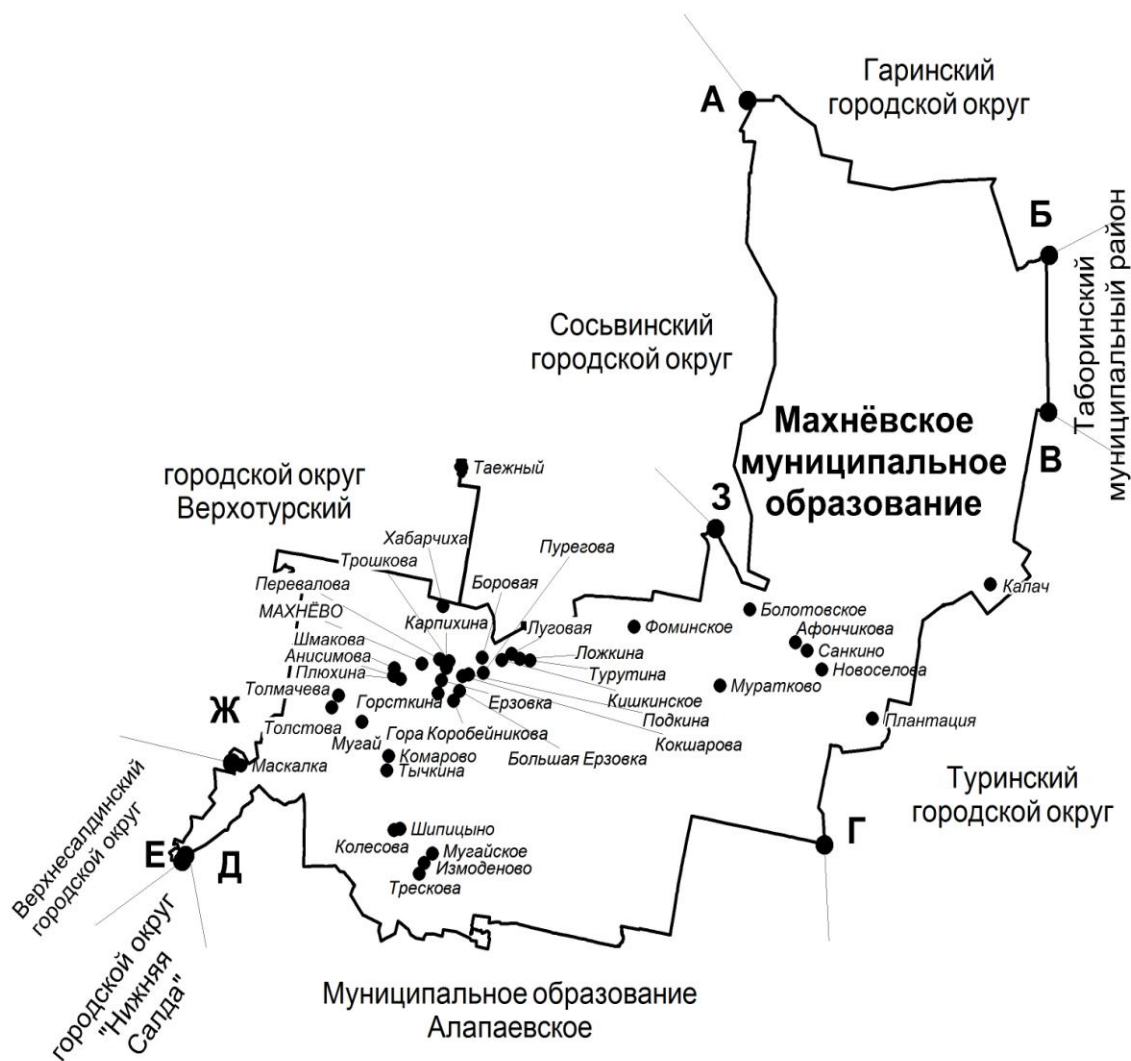 Гаринский
городской округ
А
Б
Таборинский
муниципальный район
Сосьвинский
городской округ
Махнёвское
муниципальное
образование
В
З
Таежный
городской округ
Верхотурский
Хабарчиха
Трошкова
Пурегова
Перевалова
Боровая
Калач
МАХНЁВО
Карпихина
Болотовское
Шмакова
Луговая
Фоминское
Афончикова
Анисимова
Ложкина
Санкино
Плюхина
Турутина
Новоселова
Толмачева
Горсткина
Ерзовка
Кишкинское
Муратково
Подкина
Ж
Толстова
Гора Коробейникова
Кокшарова
Плантация
Мугай
Комарово
Большая Ерзовка
Маскалка
Тычкина
Туринский
городской округ
Верхнесалдинский
городской округ
Шипицыно
Г
Е
Д
Колесова
Мугайское
Измоденово
Трескова
городской округ
"Нижняя
Салда"
Муниципальное образование
Алапаевское